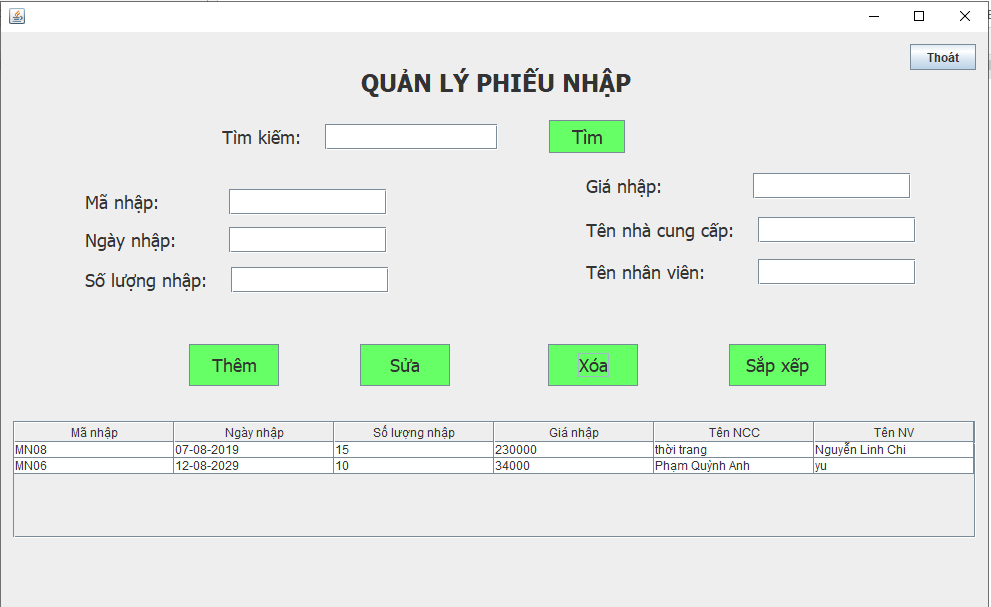 Thoát
QUẢN LÝ PHIẾU NHẬP
Tìm kiếm: Tìm
Mã nhập:
Ngày nhập:
Số lượng nhập:
Giá nhập:
Tên nhà cung cấp:
Tên nhân viên:
Thêm Sửa Xóa Sắp xếp
Mã nhập Ngày nhập Số lượng nhập Giá nhập Tên NCC Tên NV
MN08 07-08-2019 15 230000 thời trang Nguyễn Linh Chi
MN06 12-08-2029 10 34000 Phạm Quỳnh Anh yu